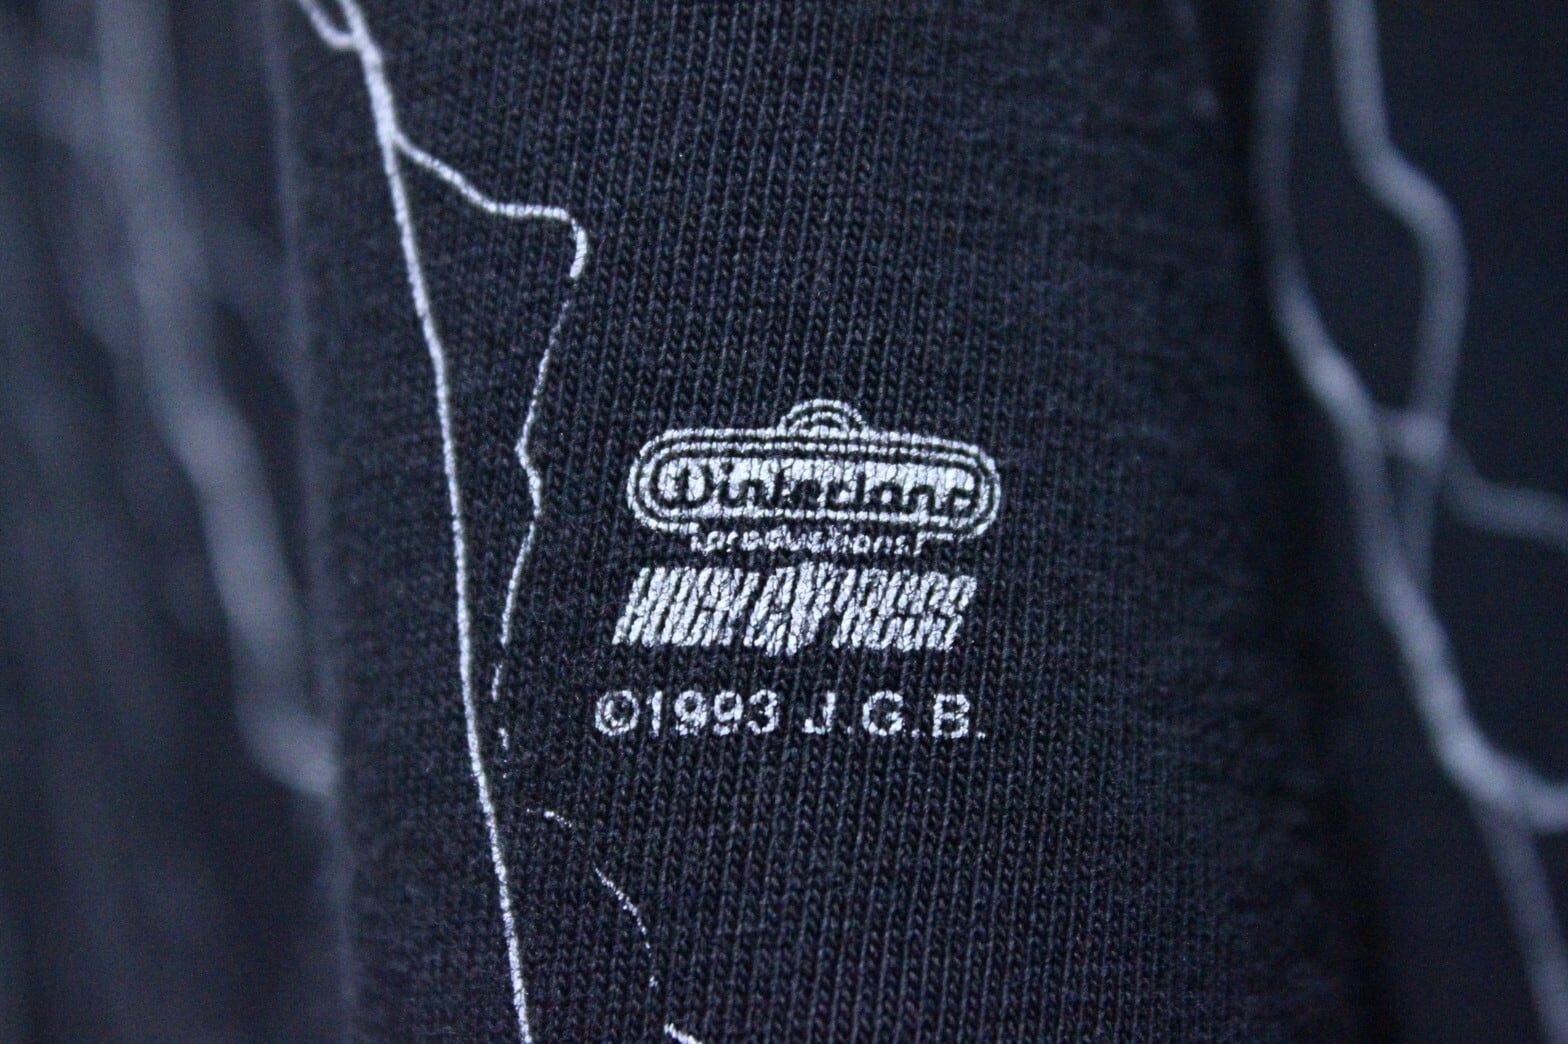 Winterland
productions
©1993 J.G.B.